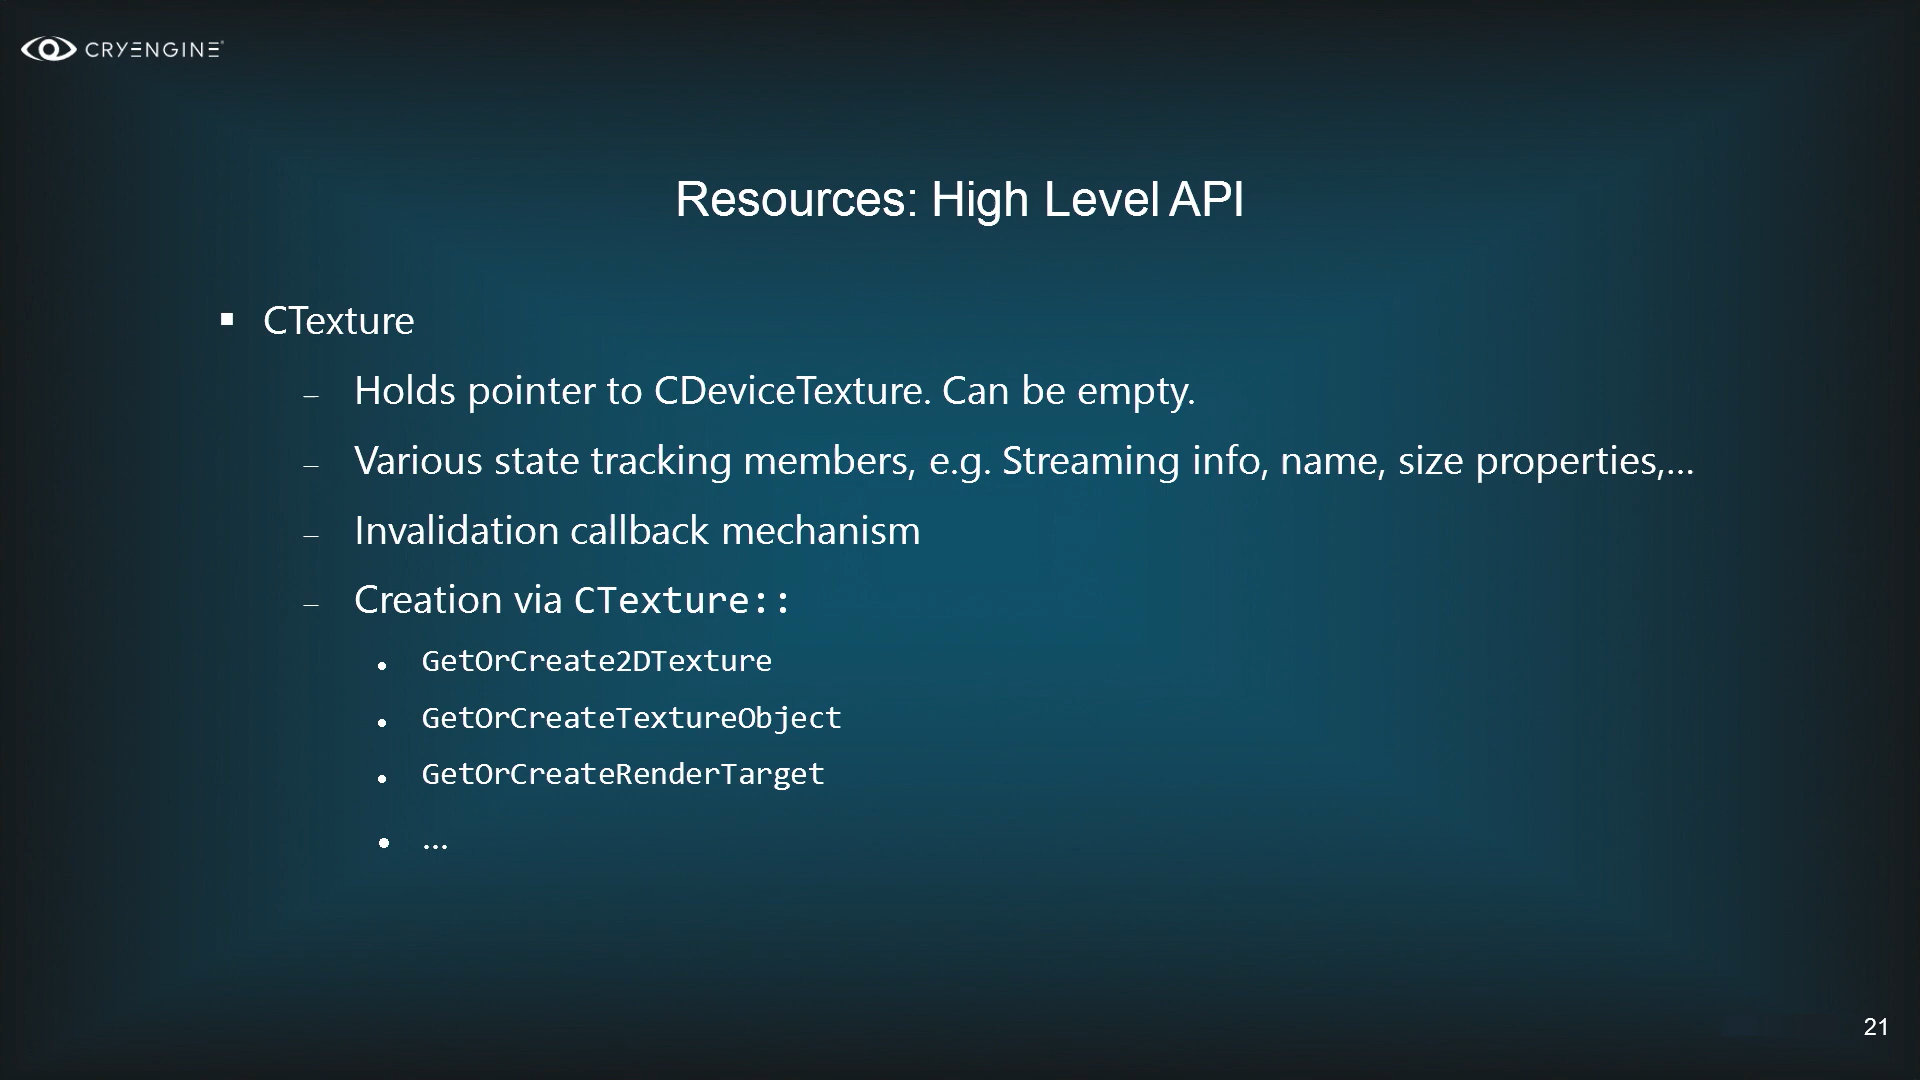 CRYENGINE
Resources: High Level API
▪ CTexture
– Holds pointer to CDeviceTexture. Can be empty.
– Various state tracking members, e.g. Streaming info, name, size properties,...
– Invalidation callback mechanism
– Creation via CTexture::
• GetOrCreate2DTexture
• GetOrCreateTextureObject
• GetOrCreateRenderTarget
• ...
21